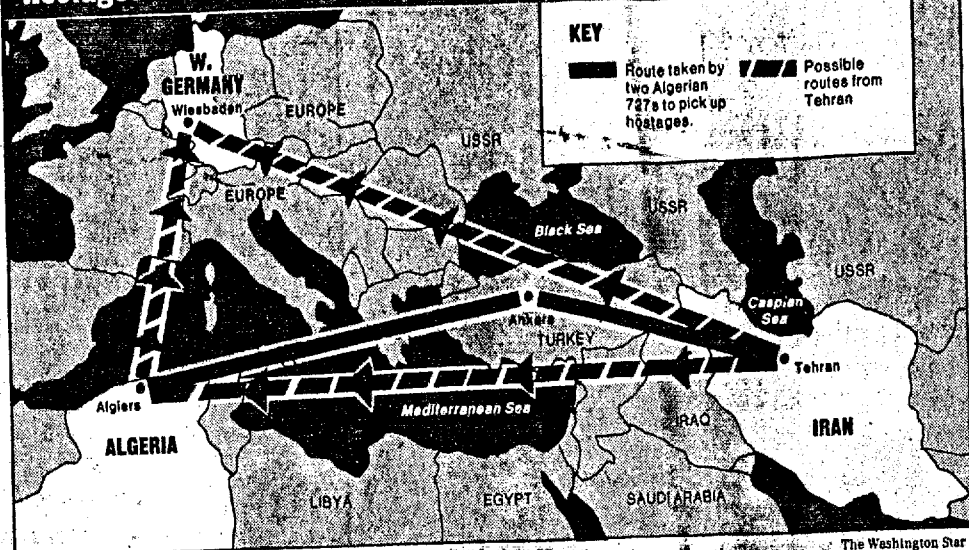 KEY
Route taken by
two Algerian
727s to pick up
hostages.
Possible
routes from
Tehran
W.
GERMANY
Wiesbaden
EUROPE
USSR
EUROPE
USSR
Black Sea
USSR
Caspian
Sea
Ankara
TURKEY
Tehran
Algiers
Mediterranean Sea
IRAQ
IRAN
ALGERIA
LIBYA
EGYPT
SAUDI ARABIA
The Washington Star